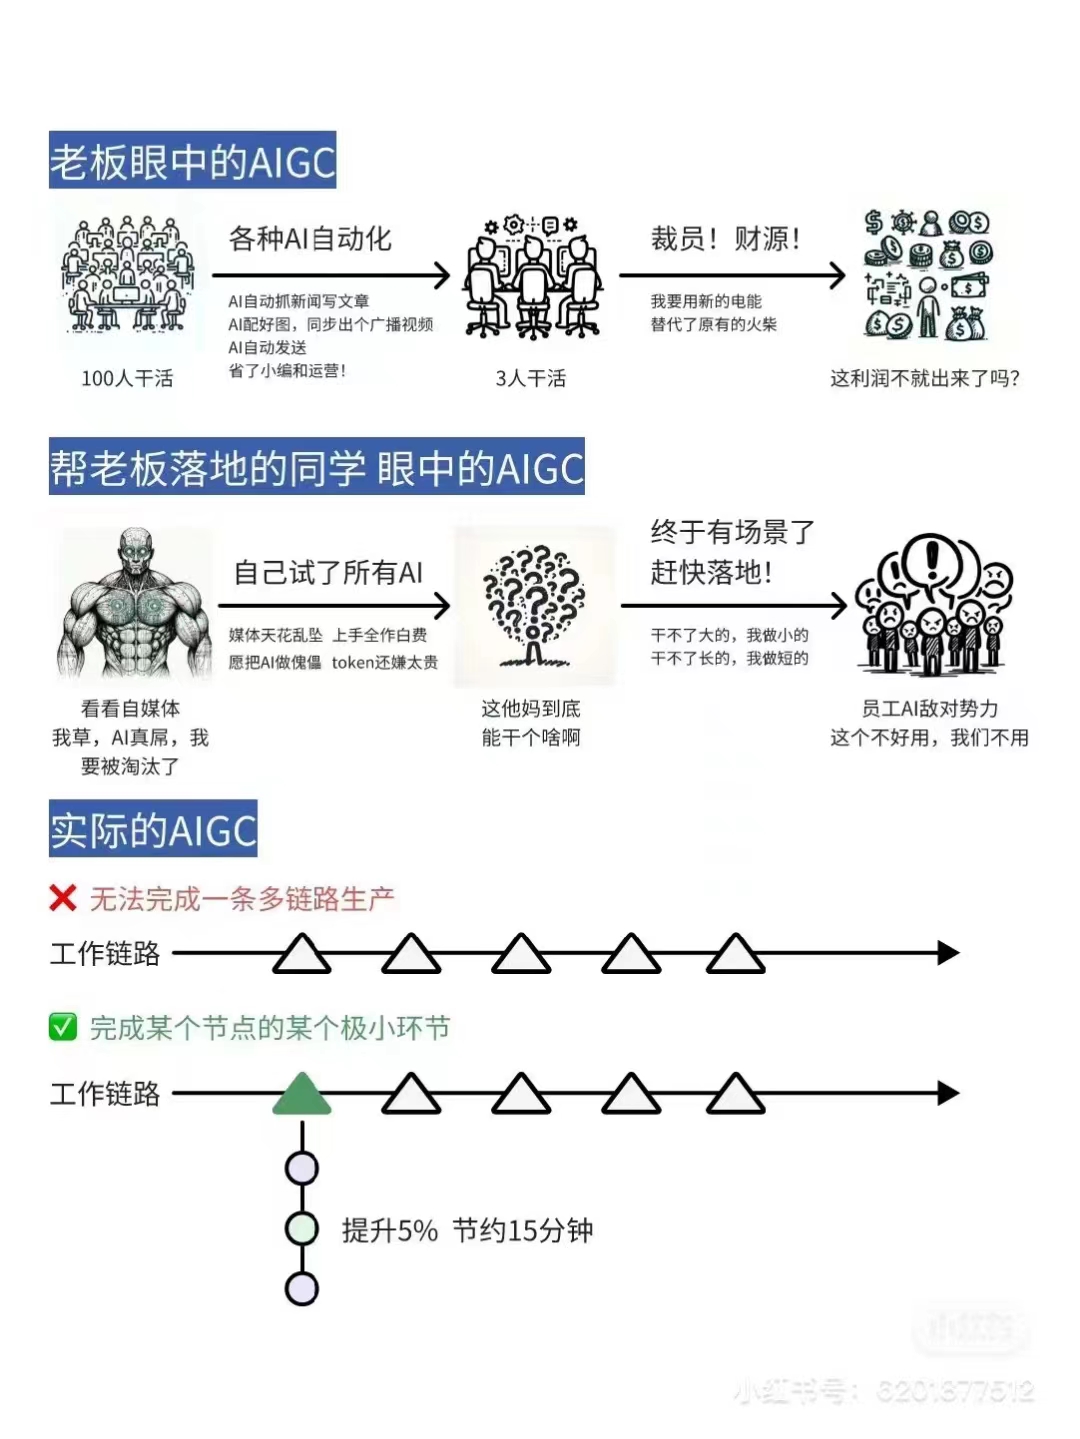 老板眼中的AIGC
各种AI自动化
裁员！财源！
AI自动抓新闻写文章
AI配好图，同步出个广播视频
AI自动发送
省了小编和运营！
我要用新的电能
替代了原有的火柴
100人干活
3人干活
这利润不就出来了吗？
帮老板落地的同学 眼中的AIGC
自己试了所有AI
终于有场景了
赶快落地！
媒体天花乱坠 上手全作白费
愿把AI做傀儡 token还嫌太贵
干不了大的，我做小的
干不了长的，我做短的
看看自媒体
我草，AI真屌，我
要被淘汰了
这他妈到底
能干个啥啊
员工AI敌对势力
这个不好用，我们不用
实际的AIGC
无法完成一条多链路生产
工作链路
完成某个节点的某个极小环节
工作链路
提升5% 节约15分钟
小红书号：6201877512